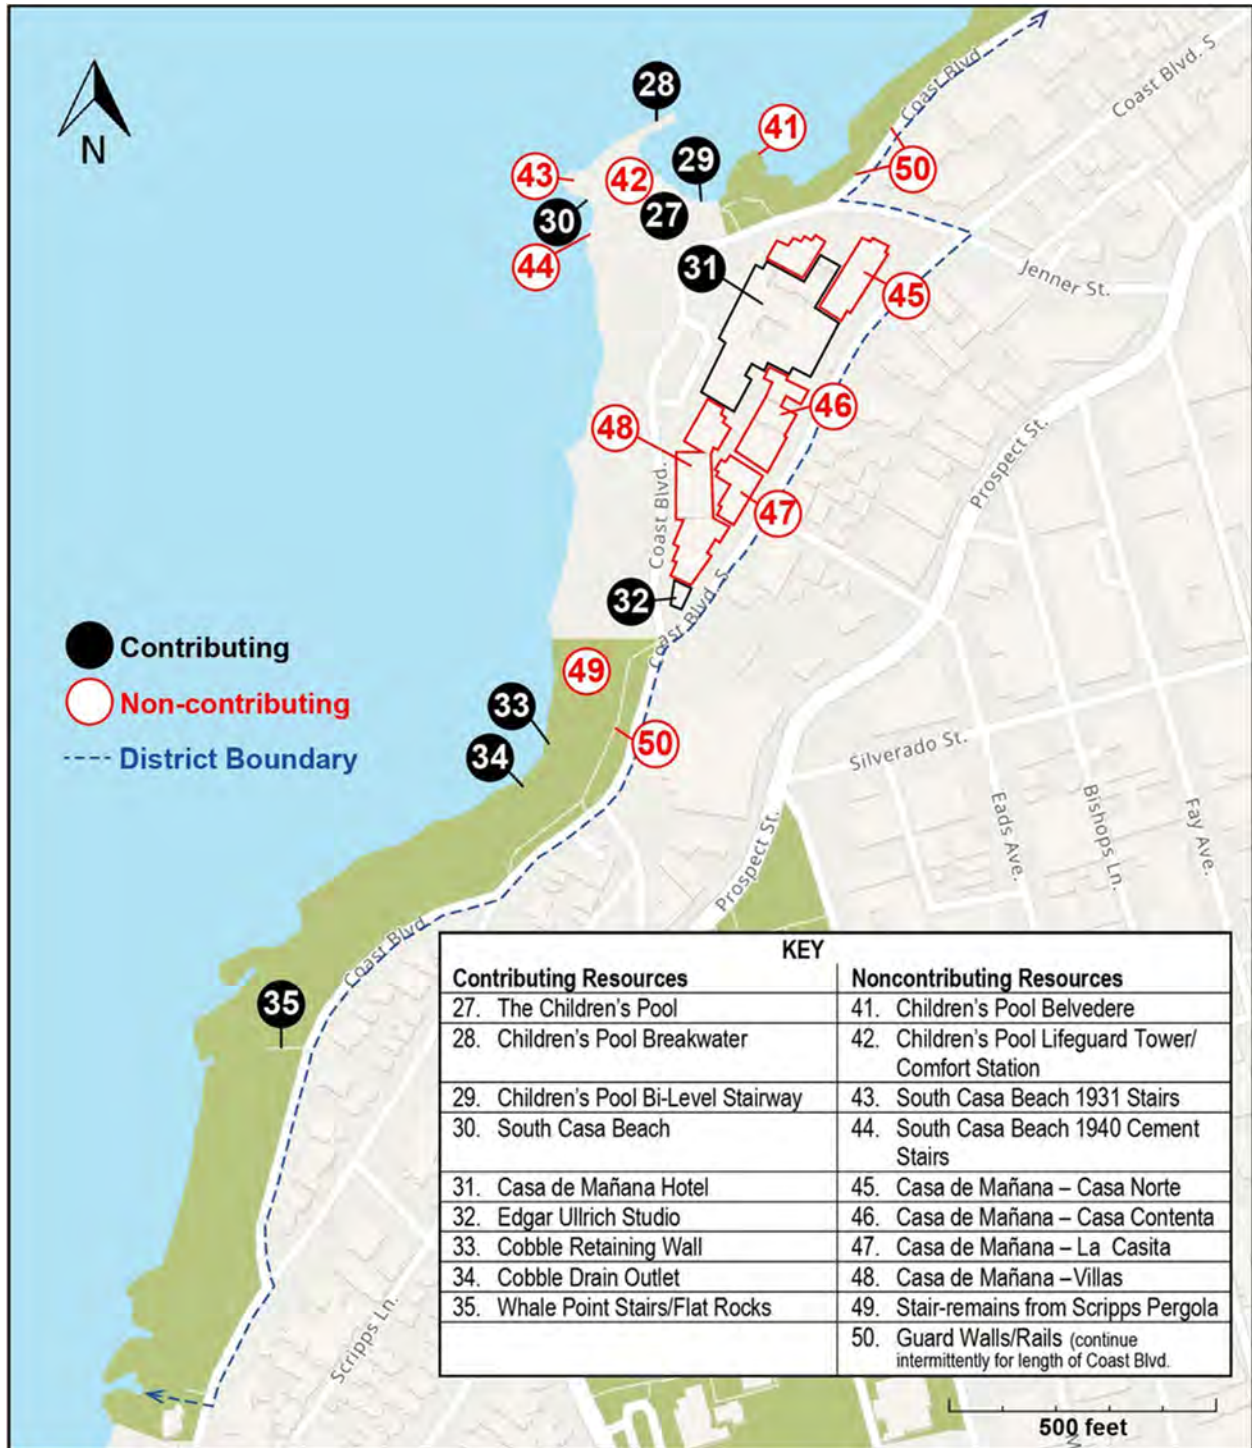 Coast Blvd
Coast Blvd. S
28
N
41
43
42
29
50
30
27
44
31
45
Jenner St.
46
48
Prospect St.
Coast Blvd.
47
32
Coast Blvd. S
Contributing
49
Non-contributing
33
50
34
District Boundary
Silverado St.
Eads Ave.
Bishops Ln.
Fay Ave.
Prospect St.
Coast Blvd
35
Scripps Ln.
KEY
Contributing Resources
Noncontributing Resources
27. The Children's Pool
41. Children's Pool Belvedere
28. Children's Pool Breakwater
42. Children's Pool Lifeguard Tower/
Comfort Station
29. Children's Pool Bi-Level Stairway
43. South Casa Beach 1931 Stairs
30. South Casa Beach
44. South Casa Beach 1940 Cement
Stairs
31. Casa de Mañana Hotel
45. Casa de Mañana – Casa Norte
32. Edgar Ullrich Studio
46. Casa de Mañana – Casa Contenta
33. Cobble Retaining Wall
47. Casa de Mañana – La Casita
34. Cobble Drain Outlet
48. Casa de Mañana –Villas
35. Whale Point Stairs/Flat Rocks
49. Stair-remains from Scripps Pergola
50. Guard Walls/Rails (continue
intermittently for length of Coast Blvd.
500 feet